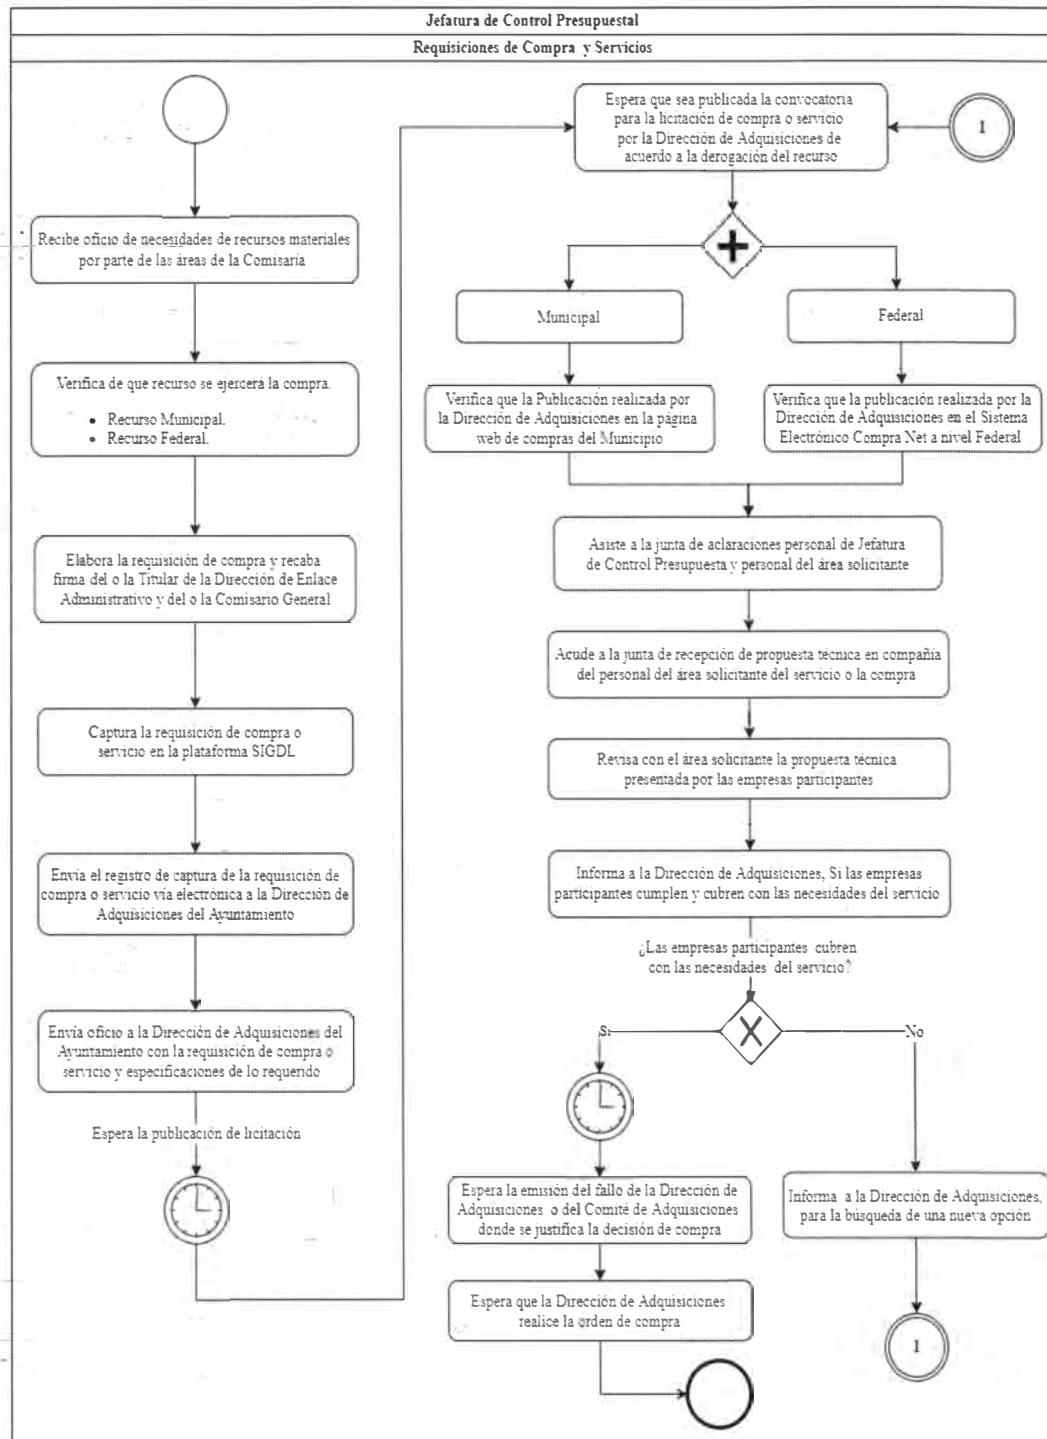 Jefatura de Control Presupuestal
Requisiciones de Compra y Servicios
Recibe oficio de necesidades de recursos materiales
por parte de las áreas de la Comisaría
Verifica de que recurso se ejercerá la compra.
• Recurso Municipal.
• Recurso Federal.
Elabora la requisición de compra y recaba
firma del o la Titular de la Dirección de Enlace
Administrativo y del o la Comisario General
Captura la requisición de compra o
servicio en la plataforma SIGDL
Envía el registro de captura de la requisición de
compra o servicio vía electrónica a la Dirección de
Adquisiciones del Ayuntamiento
Envía oficio a la Dirección de Adquisiciones del
Ayuntamiento con la requisición de compra o
servicio y especificaciones de lo requerido
Espera la publicación de licitación
Espera que sea publicada la convocatoria
para la licitación de compra o servicio
por la Dirección de Adquisiciones de
acuerdo a la derogación del recurso
1
Municipal
Federal
Verifica que la Publicación realizada por
la Dirección de Adquisiciones en la página
web de compras del Municipio
Verifica que la publicación realizada por la
Dirección de Adquisiciones en el Sistema
Electrónico Compra Net a nivel Federal
Asiste a la junta de aclaraciones personal de Jefatura
de Control Presupuesta y personal del área solicitante
Acude a la junta de recepción de propuesta técnica en compañía
del personal del área solicitante del servicio o la compra
Revisa con el área solicitante la propuesta técnica
presentada por las empresas participantes
Informa a la Dirección de Adquisiciones, Si las empresas
participantes cumplen y cubren con las necesidades del servicio
¿Las empresas participantes cubren
con las necesidades del servicio?
Si
No
Espera la emisión del fallo de la Dirección de
Adquisiciones o del Comité de Adquisiciones
donde se justifica la decisión de compra
Informa a la Dirección de Adquisiciones,
para la búsqueda de una nueva opción
Espera que la Dirección de Adquisiciones
realice la orden de compra
1